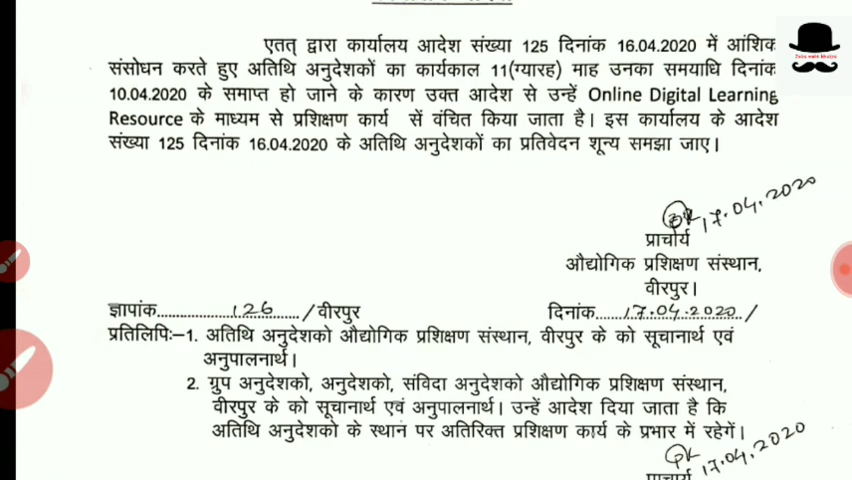 एतत् द्वारा कार्यालय आदेश संख्या 125 दिनांक 16.04.2020 में आंशिक
संसोधन करते हुए अतिथि अनुदेशकों का कार्यकाल 11(ग्यारह) माह उनका समयाधि दिनांक
10.04.2020 के समाप्त हो जाने के कारण उक्त आदेश से उन्हें Online Digital Learning
Resource के माध्यम से प्रशिक्षण कार्य सें वंचित किया जाता है। इस कार्यालय के आदेश
संख्या 125 दिनांक 16.04.2020 के अतिथि अनुदेशकों का प्रतिवेदन शून्य समझा जाए।
17.04.2020
प्राचार्य
औद्योगिक प्रशिक्षण संस्थान,
वीरपुर।
ज्ञापांक.....................126......./वीरपुर दिनांक......17.04.2020../
प्रतिलिपिः–1. अतिथि अनुदेशको औद्योगिक प्रशिक्षण संस्थान, वीरपुर के को सूचानार्थ एवं
अनुपालनार्थ।
2. ग्रुप अनुदेशको, अनुदेशको, संविदा अनुदेशको औद्योगिक प्रशिक्षण संस्थान,
वीरपुर के को सूचानार्थ एवं अनुपालनार्थ। उन्हें आदेश दिया जाता है कि
अतिथि अनुदेशको के स्थान पर अतिरिक्त प्रशिक्षण कार्य के प्रभार में रहेगें।
17.04.2020
प्राचार्य